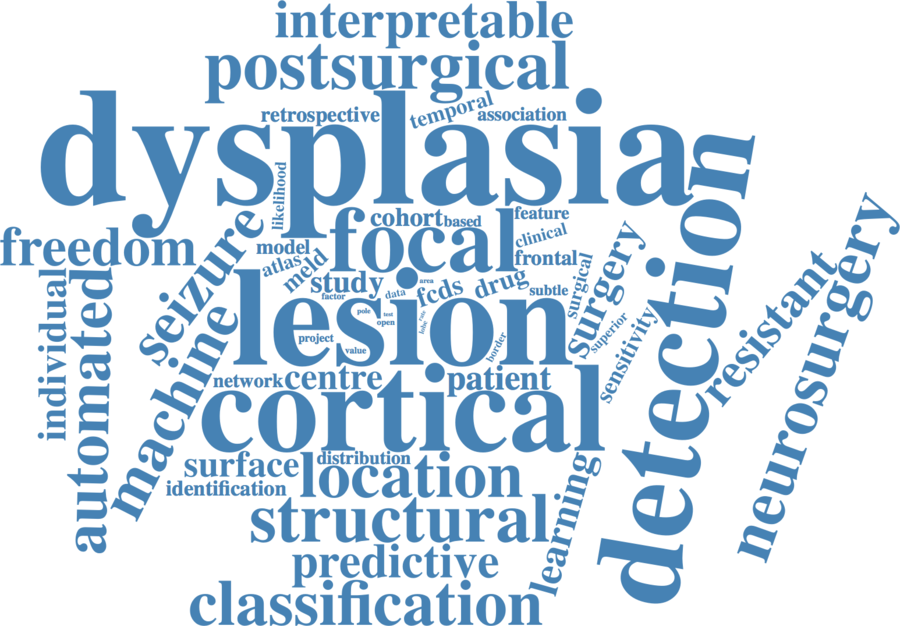 interpretable
postsurgical
retrospective
temporal
association
dysplasia
likelihood
cohort
based
feature
freedom
seizure
model
focal
clinical
atlas
meld
frontal
study
fcds
drug
area
surgical
surgery
detection
resistant
neurosurgery
individual
automated
machine
factor
data
subtle
lesion
pole
test
open
rate
lobe
project
value
border
superior
sensitivity
network
centre
patient
cortical
surface
distribution
identification
location
learning
structural
predictive
classification